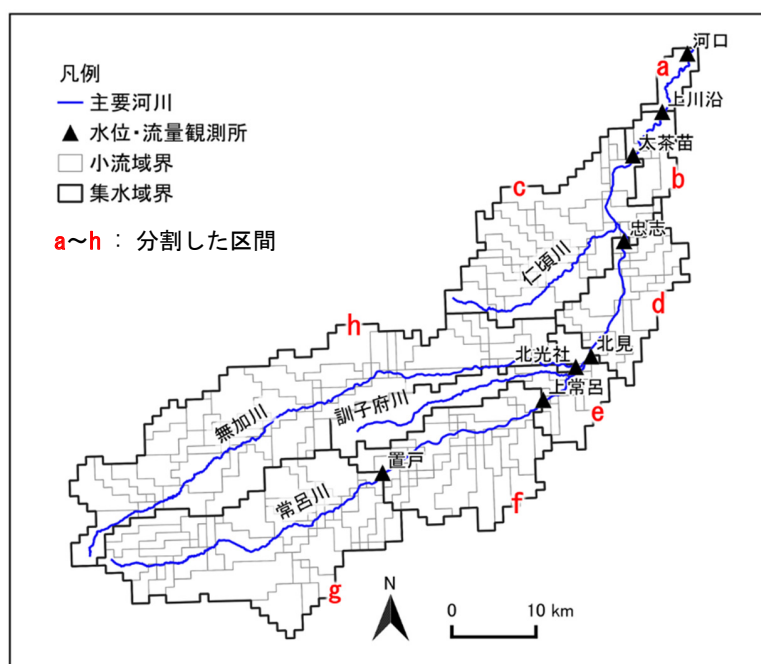 凡例
主要河川
水位・流量観測所
小流域界
集水域界
a～h ： 分割した区間
河口
a
上川沿
太茶苗
b
c
忠志
仁頃川
d
h
北見
北光社
上常呂
訓子府川
無加川
e
置戸
常呂川
f
g
N
0 10 km